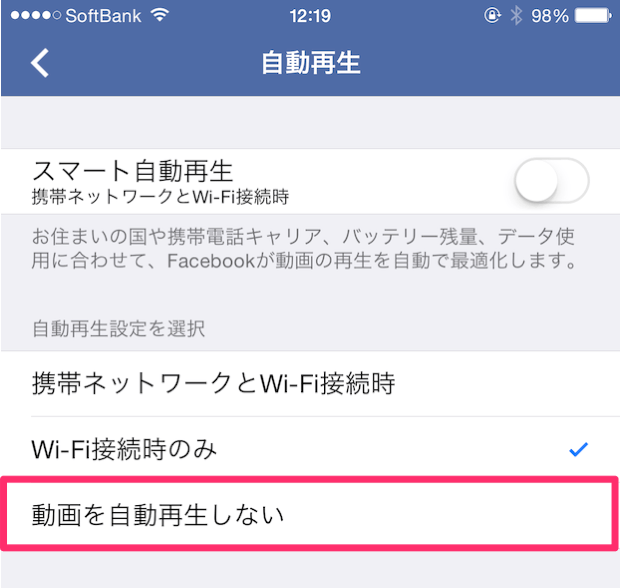 SoftBank 12:19 98%
自動再生
スマート自動再生
携帯ネットワークとWi-Fi接続時
お住まいの国や携帯電話キャリア、バッテリー残量、データ使
用に合わせて、Facebookが動画の再生を自動で最適化します。
自動再生設定を選択
携帯ネットワークとWi-Fi接続時
Wi-Fi接続時のみ
動画を自動再生しない